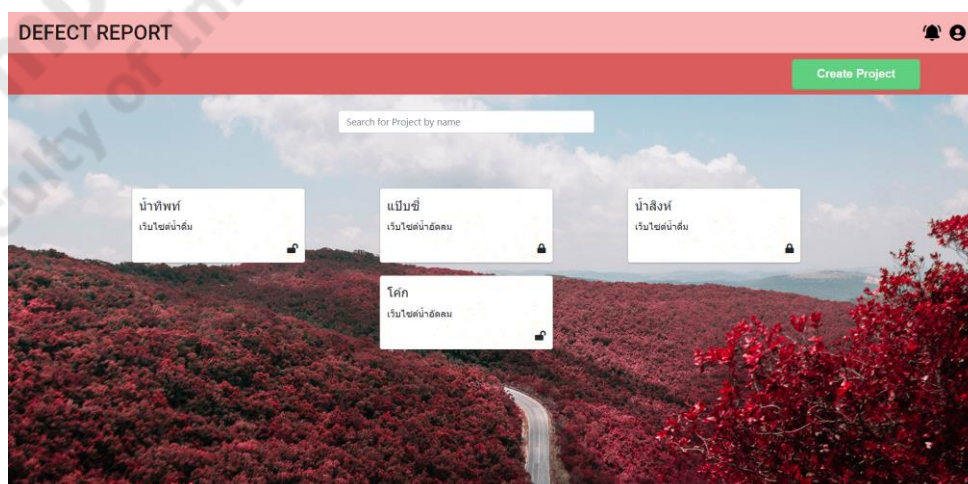 DEFECT REPORT
Create Project
Search for Project by name
น้ำทิพท์
เว็บไซต์น้ำดื่ม
แป๊บซี่
เว็บไซต์น้ำอัดลม
น้ำสิงห์
เว็บไซต์น้ำดื่ม
โค้ก
เว็บไซต์น้ำอัดลม